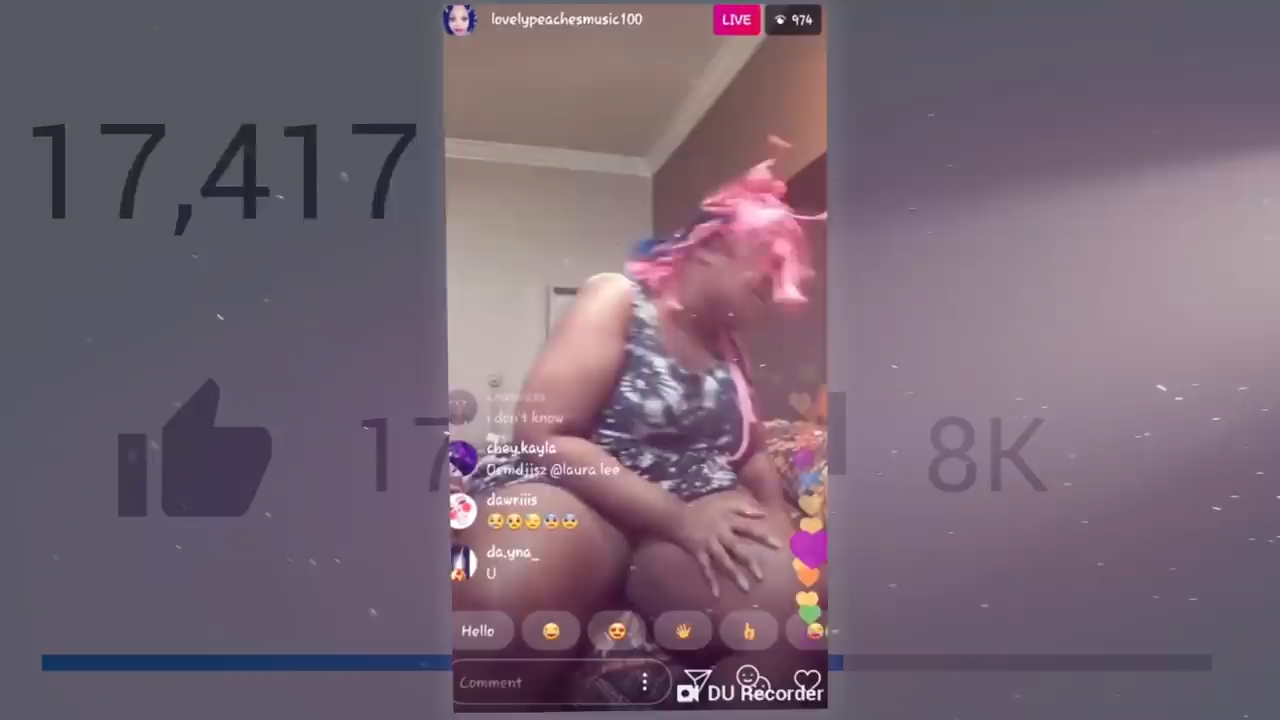 lovelypeachesmusic100
LIVE
974
17,417
i don't know
chey.kayla
@laura lee
dawriiis
da.yna_
U
17
8K
Hello
Comment
DU Recorder